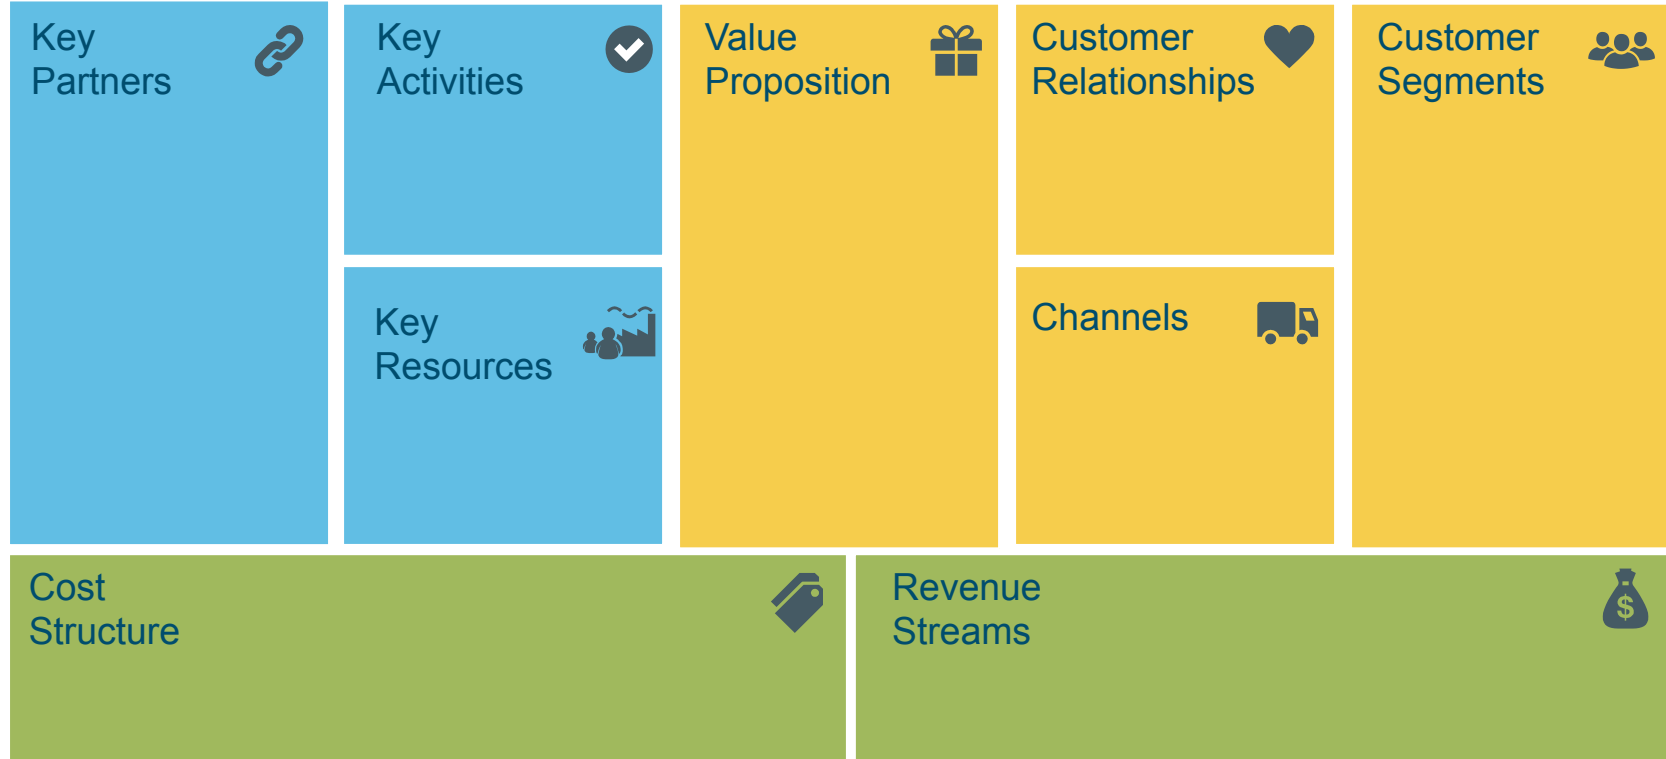 Key
Partners
Key
Activities
Key
Resources
Value
Proposition
Customer
Relationships
Channels
Customer
Segments
Cost
Structure
Revenue
Streams
$